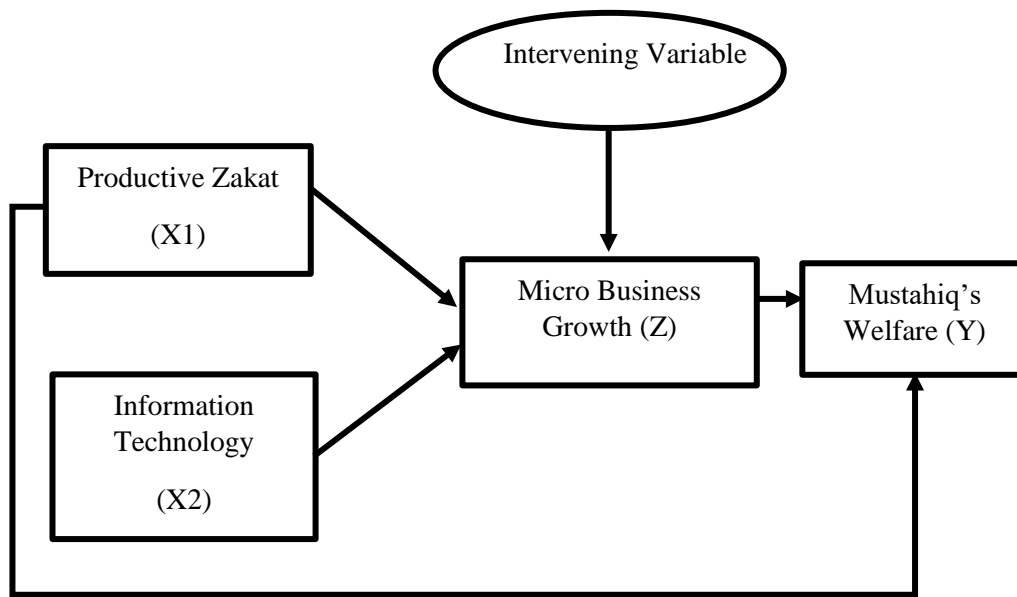 Intervening Variable
Productive Zakat
(X1)
Micro Business
Growth (Z)
Mustahiq's
Welfare (Y)
Information
Technology
(X2)